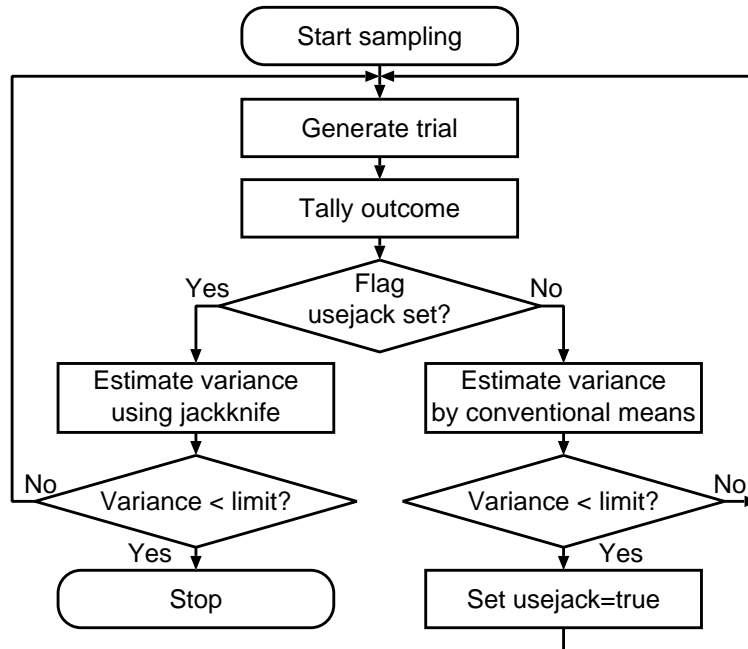 Start sampling
Generate trial
Tally outcome
Flag
usejack set?
Yes
No
Estimate variance
using jackknife
Estimate variance
by conventional means
No
Variance < limit?
Variance < limit?
No
Yes
Yes
Stop
Set usejack=true